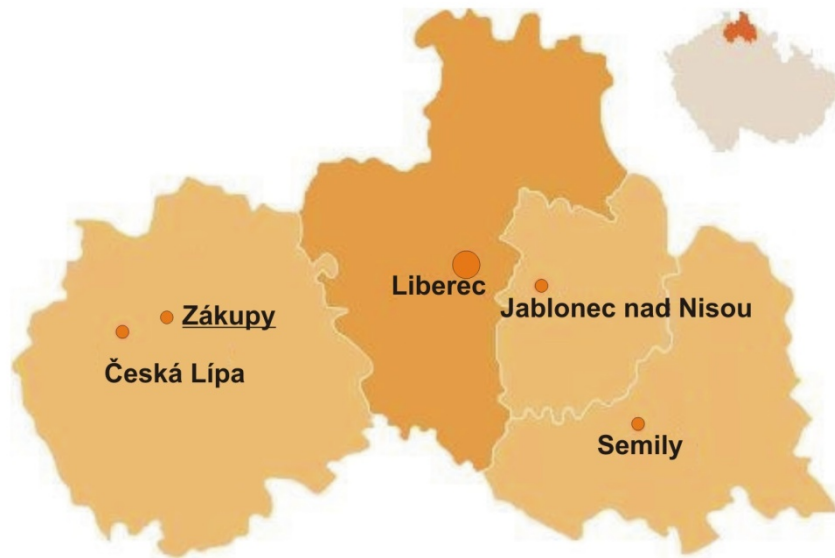 Liberec
Jablonec nad Nisou
Zákupy
Česká Lípa
Semily